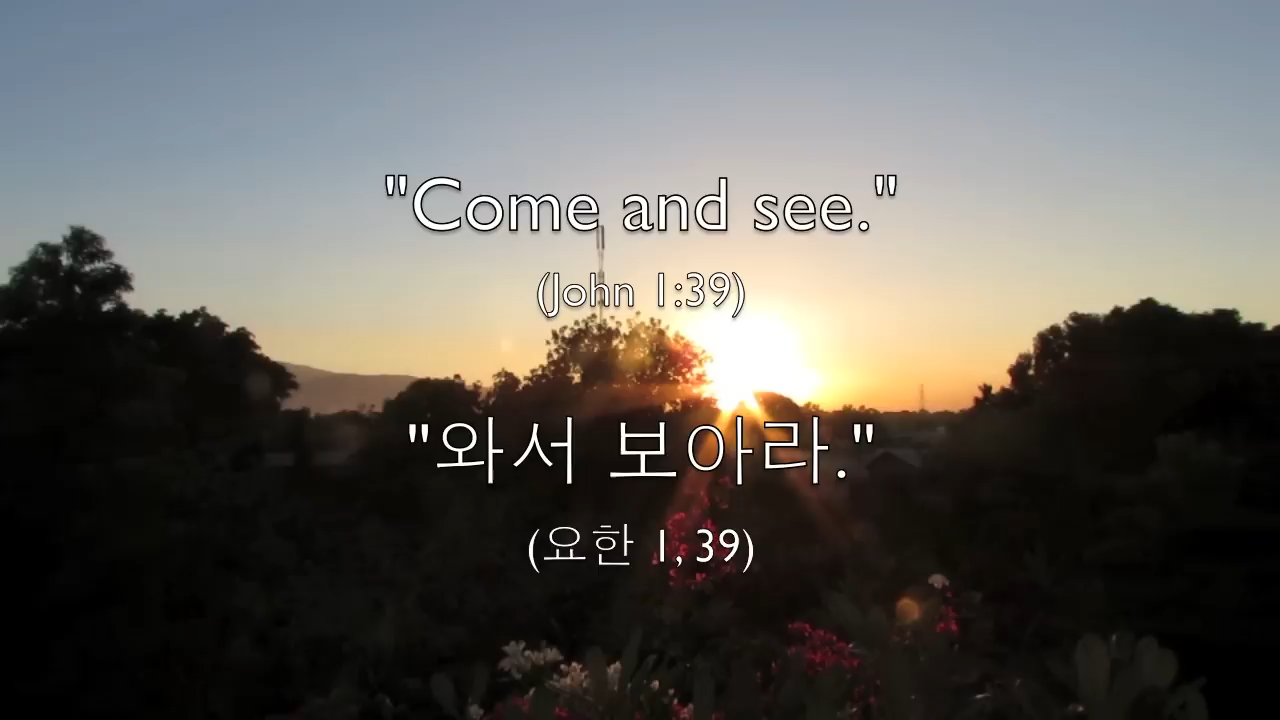 "Come and see."
(John 1:39)
"와서 보아라."
(요한 1, 39)